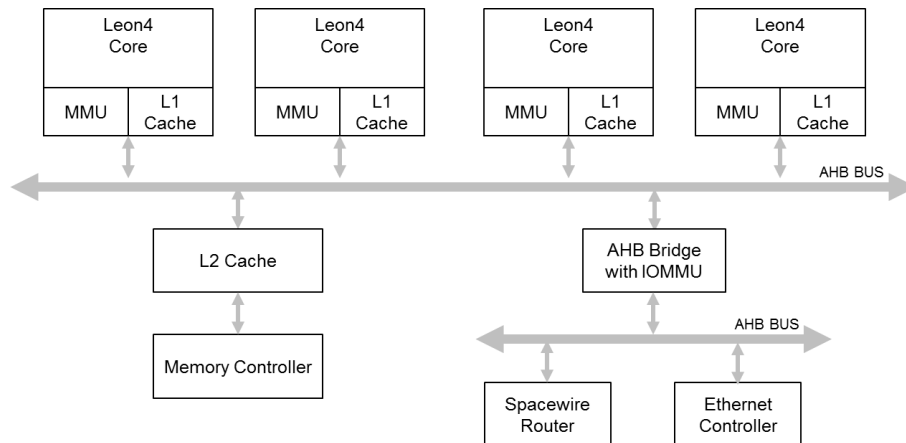 Leon4
Core
Leon4
Core
Leon4
Core
Leon4
Core
MMU
L1
Cache
MMU
L1
Cache
MMU
L1
Cache
MMU
L1
Cache
AHB BUS
L2 Cache
AHB Bridge
with IOMMU
AHB BUS
Memory Controller
Spacewire
Router
Ethernet
Controller